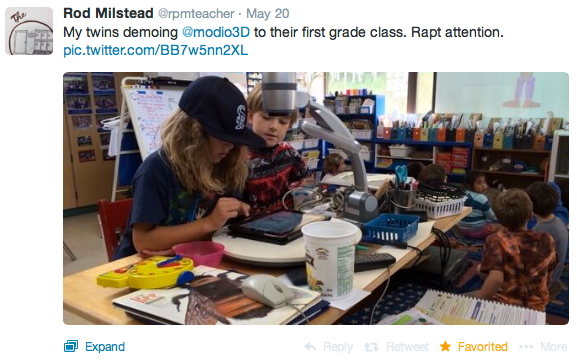 The
Rod Milstead @rpmteacher · May 20
My twins demoing @modio3D to their first grade class. Rapt attention.
pic.twitter.com/BB7w5nn2XL
Expand Reply Retweet Favorited More